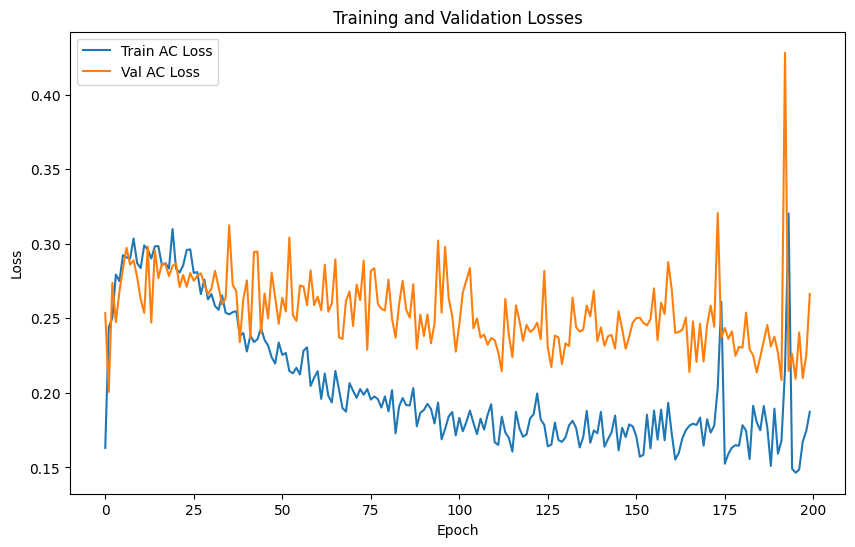 Training and Validation Losses
Train AC Loss
Val AC Loss
Loss
0.40
0.35
0.30
0.25
0.20
0.15
0 25 50 75 100 125 150 175 200
Epoch